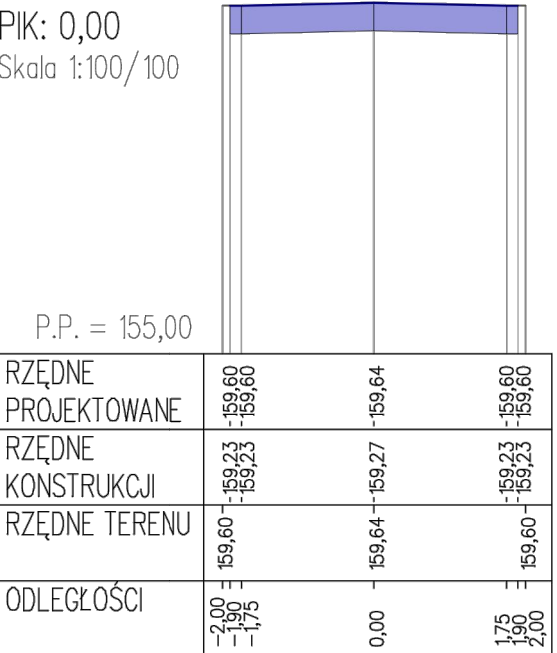 PIK: 0,00
Skala 1:100/100
P.P. = 155,00
RZĘDNE PROJEKTOWANE
159,60
159,60
159,64
159,60
159,60
RZĘDNE KONSTRUKCJI
159,23
159,23
159,27
159,23
159,23
RZĘDNE TERENU
159,60
159,64
159,60
ODLEGŁOŚCI
-2,00
-1,90
-1,75
0,00
1,75
1,90
2,00